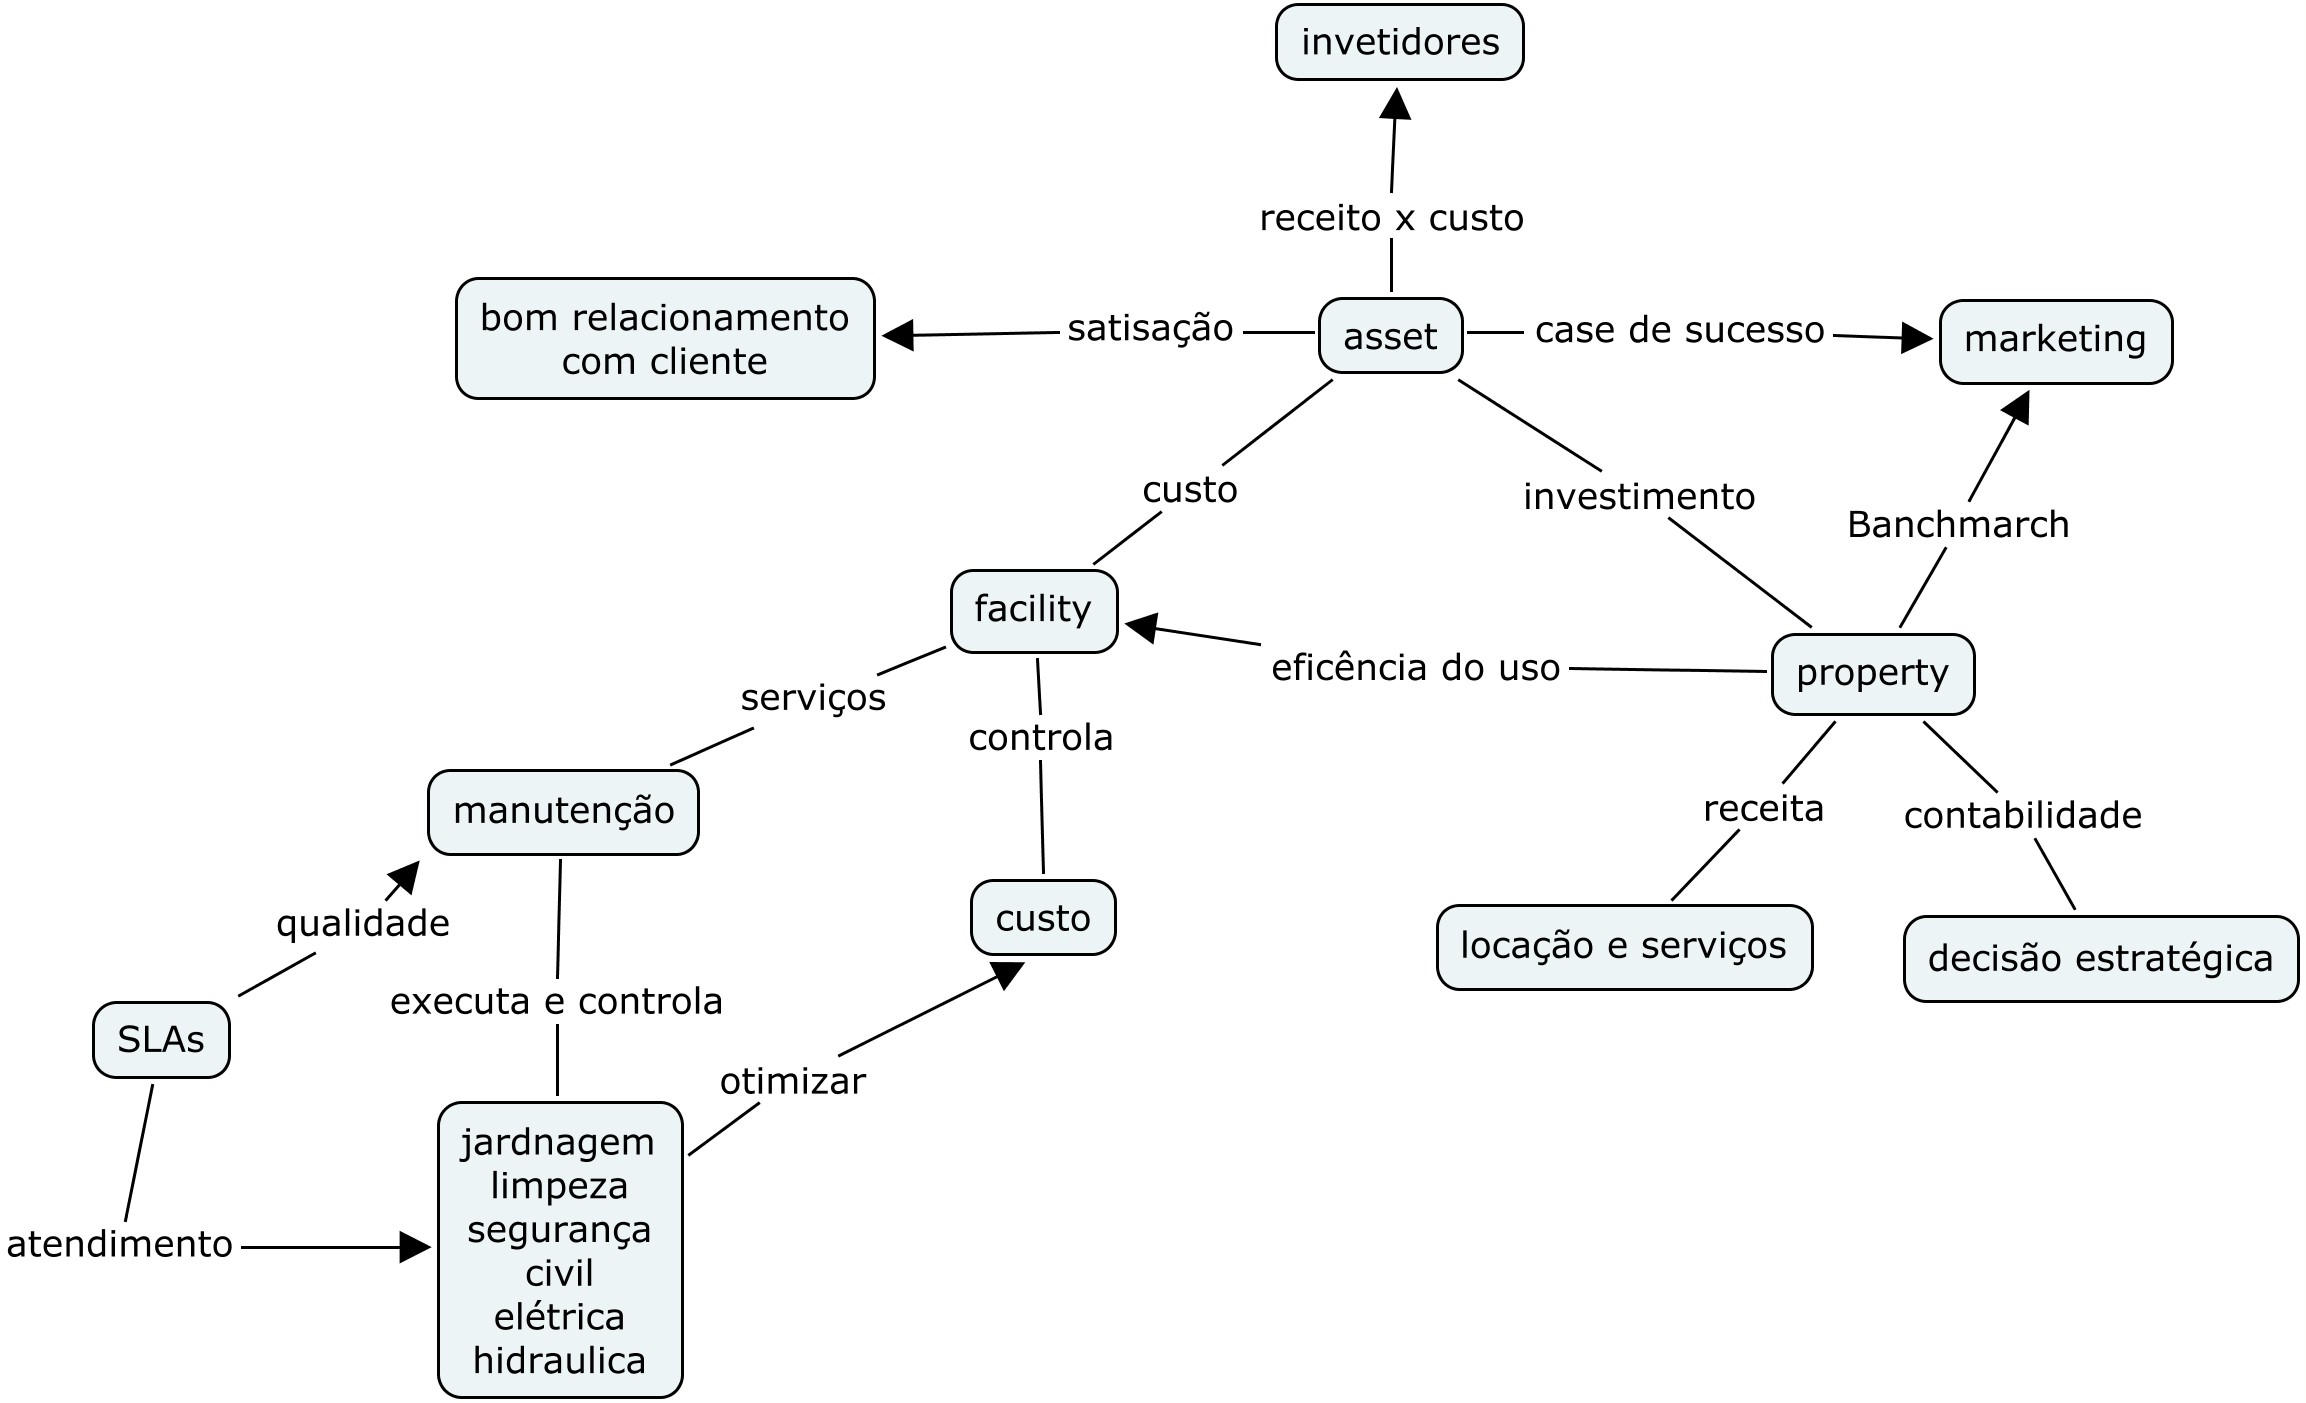 invetidores
receito x custo
bom relacionamento
com cliente
satisação
asset
case de sucesso
marketing
custo
investimento
Banchmarch
facility
eficência do uso
property
serviços
controla
manutenção
receita
contabilidade
qualidade
custo
locação e serviços
decisão estratégica
executa e controla
SLAs
otimizar
jardnagem
limpeza
segurança
civil
elétrica
hidraulica
atendimento